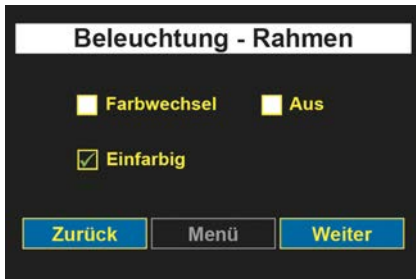 Beleuchtung - Rahmen
Farbwechsel Aus
Einfarbig
Zurück Menü Weiter